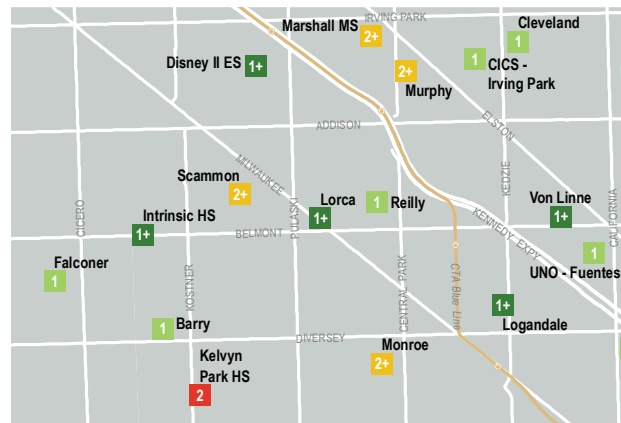 IRVING PARK
Marshall MS
2+
Cleveland
1
Disney II ES
1+
2+
Murphy
1
CICS -
Irving Park
ADDISON
ELSTON
MILWAUKEE
KEDZIE
Scammon
2+
Lorca
1+
1
Reilly
Von Linne
1+
CICERO
Intrinsic HS
1+
PULASKI
BELMONT
KENNEDY EXPY
CALIFORNIA
Falconer
1
1
UNO - Fuentes
KOSTNER
CENTRAL PARK
CTA Blue Line
1+
Logandale
1
Barry
DIVERSEY
Monroe
2+
Kelvyn
Park HS
2